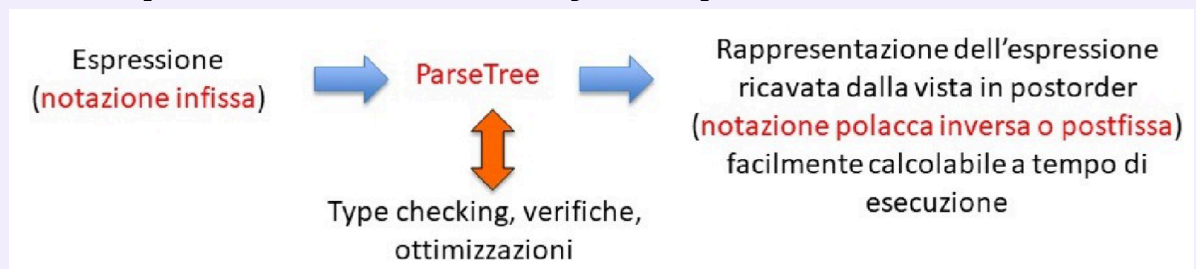 Espressione
(notazione infissa)
ParseTree
Type checking, verifiche,
ottimizzazioni
Rappresentazione dell'espressione
ricavata dalla vista in postorder
(notazione polacca inversa o postfissa)
facilmente calcolabile a tempo di
esecuzione